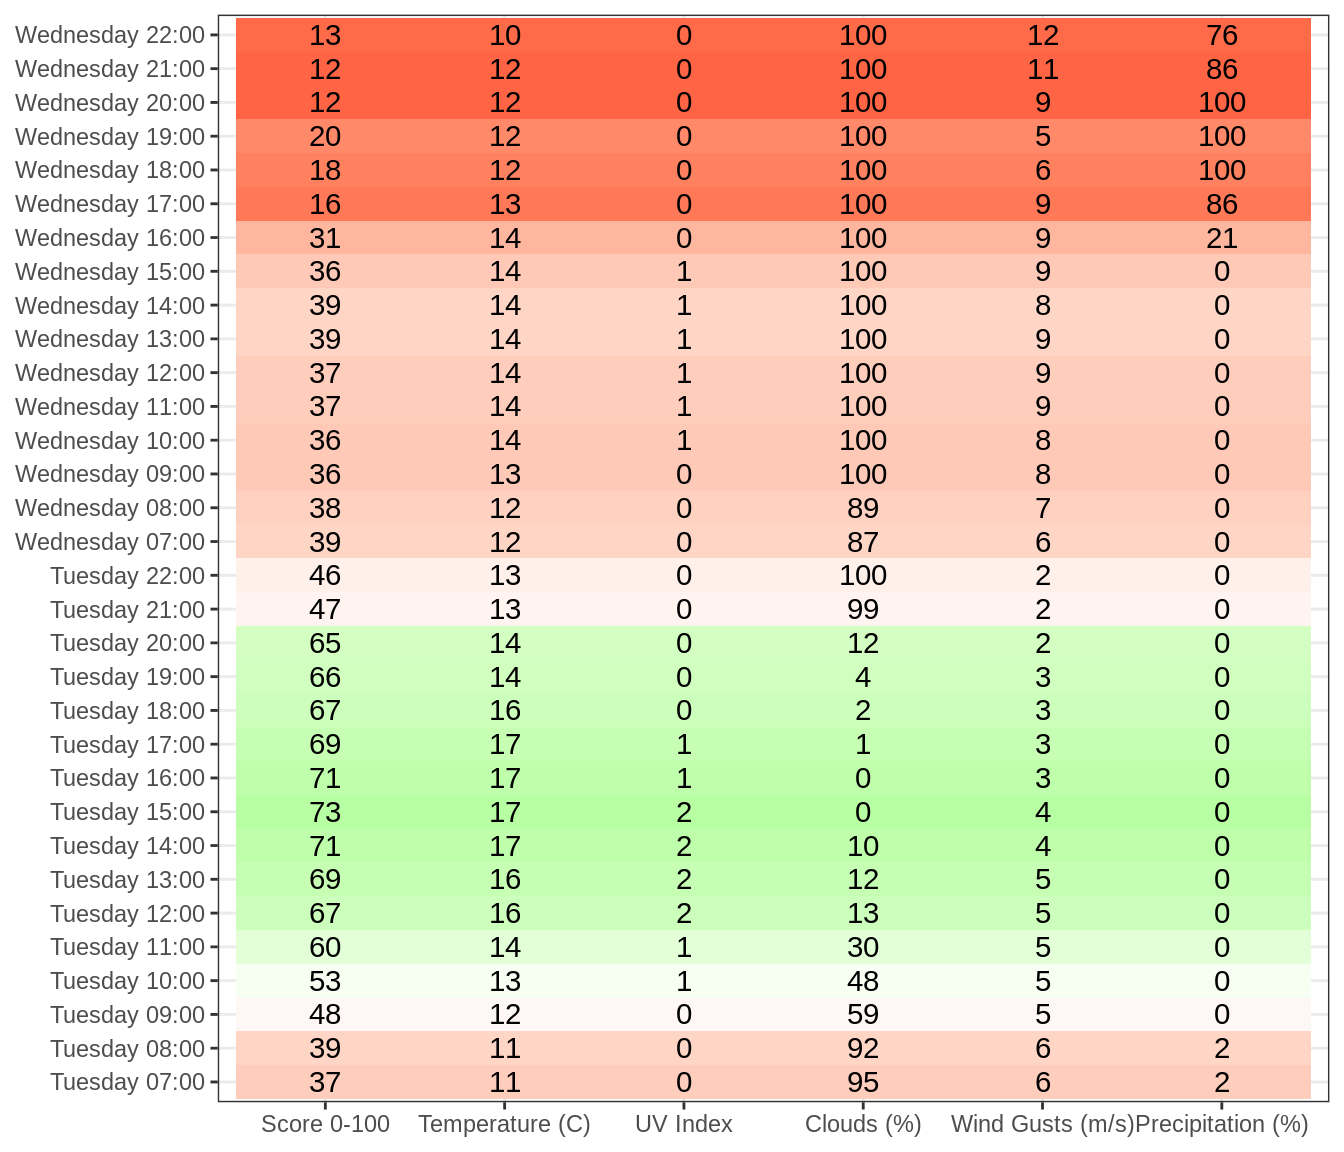 Wednesday 22:00 13 10 0 100 12 76
Wednesday 21:00 12 12 0 100 11 86
Wednesday 20:00 12 12 0 100 9 100
Wednesday 19:00 20 12 0 100 5 100
Wednesday 18:00 18 12 0 100 6 100
Wednesday 17:00 16 13 0 100 9 86
Wednesday 16:00 31 14 0 100 9 21
Wednesday 15:00 36 14 1 100 9 0
Wednesday 14:00 39 14 1 100 8 0
Wednesday 13:00 39 14 1 100 9 0
Wednesday 12:00 37 14 1 100 9 0
Wednesday 11:00 37 14 1 100 9 0
Wednesday 10:00 36 14 1 100 8 0
Wednesday 09:00 36 13 0 100 8 0
Wednesday 08:00 38 12 0 89 7 0
Wednesday 07:00 39 12 0 87 6 0
Tuesday 22:00 46 13 0 100 2 0
Tuesday 21:00 47 13 0 99 2 0
Tuesday 20:00 65 14 0 12 2 0
Tuesday 19:00 66 14 0 4 3 0
Tuesday 18:00 67 16 0 2 3 0
Tuesday 17:00 69 17 1 1 3 0
Tuesday 16:00 71 17 1 0 3 0
Tuesday 15:00 73 17 2 0 4 0
Tuesday 14:00 71 17 2 10 4 0
Tuesday 13:00 69 16 2 12 5 0
Tuesday 12:00 67 16 2 13 5 0
Tuesday 11:00 60 14 1 30 5 0
Tuesday 10:00 53 13 1 48 5 0
Tuesday 09:00 48 12 0 59 5 0
Tuesday 08:00 39 11 0 92 6 2
Tuesday 07:00 37 11 0 95 6 2
Score 0-100 Temperature (C) UV Index Clouds (%) Wind Gusts (m/s) Precipitation (%)